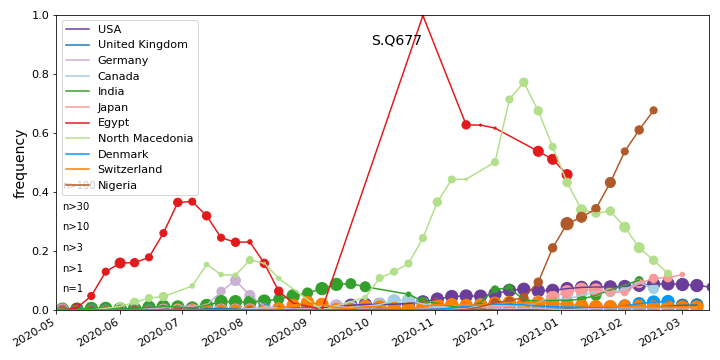 S.Q677
frequency
1.0
0.8
0.6
0.4
0.2
0.0
USA
United Kingdom
Germany
Canada
India
Japan
Egypt
North Macedonia
Denmark
Switzerland
Nigeria
n>100
n>30
n>10
n>3
n>1
n=1
2020-05
2020-06
2020-07
2020-08
2020-09
2020-10
2020-11
2020-12
2021-01
2021-02
2021-03